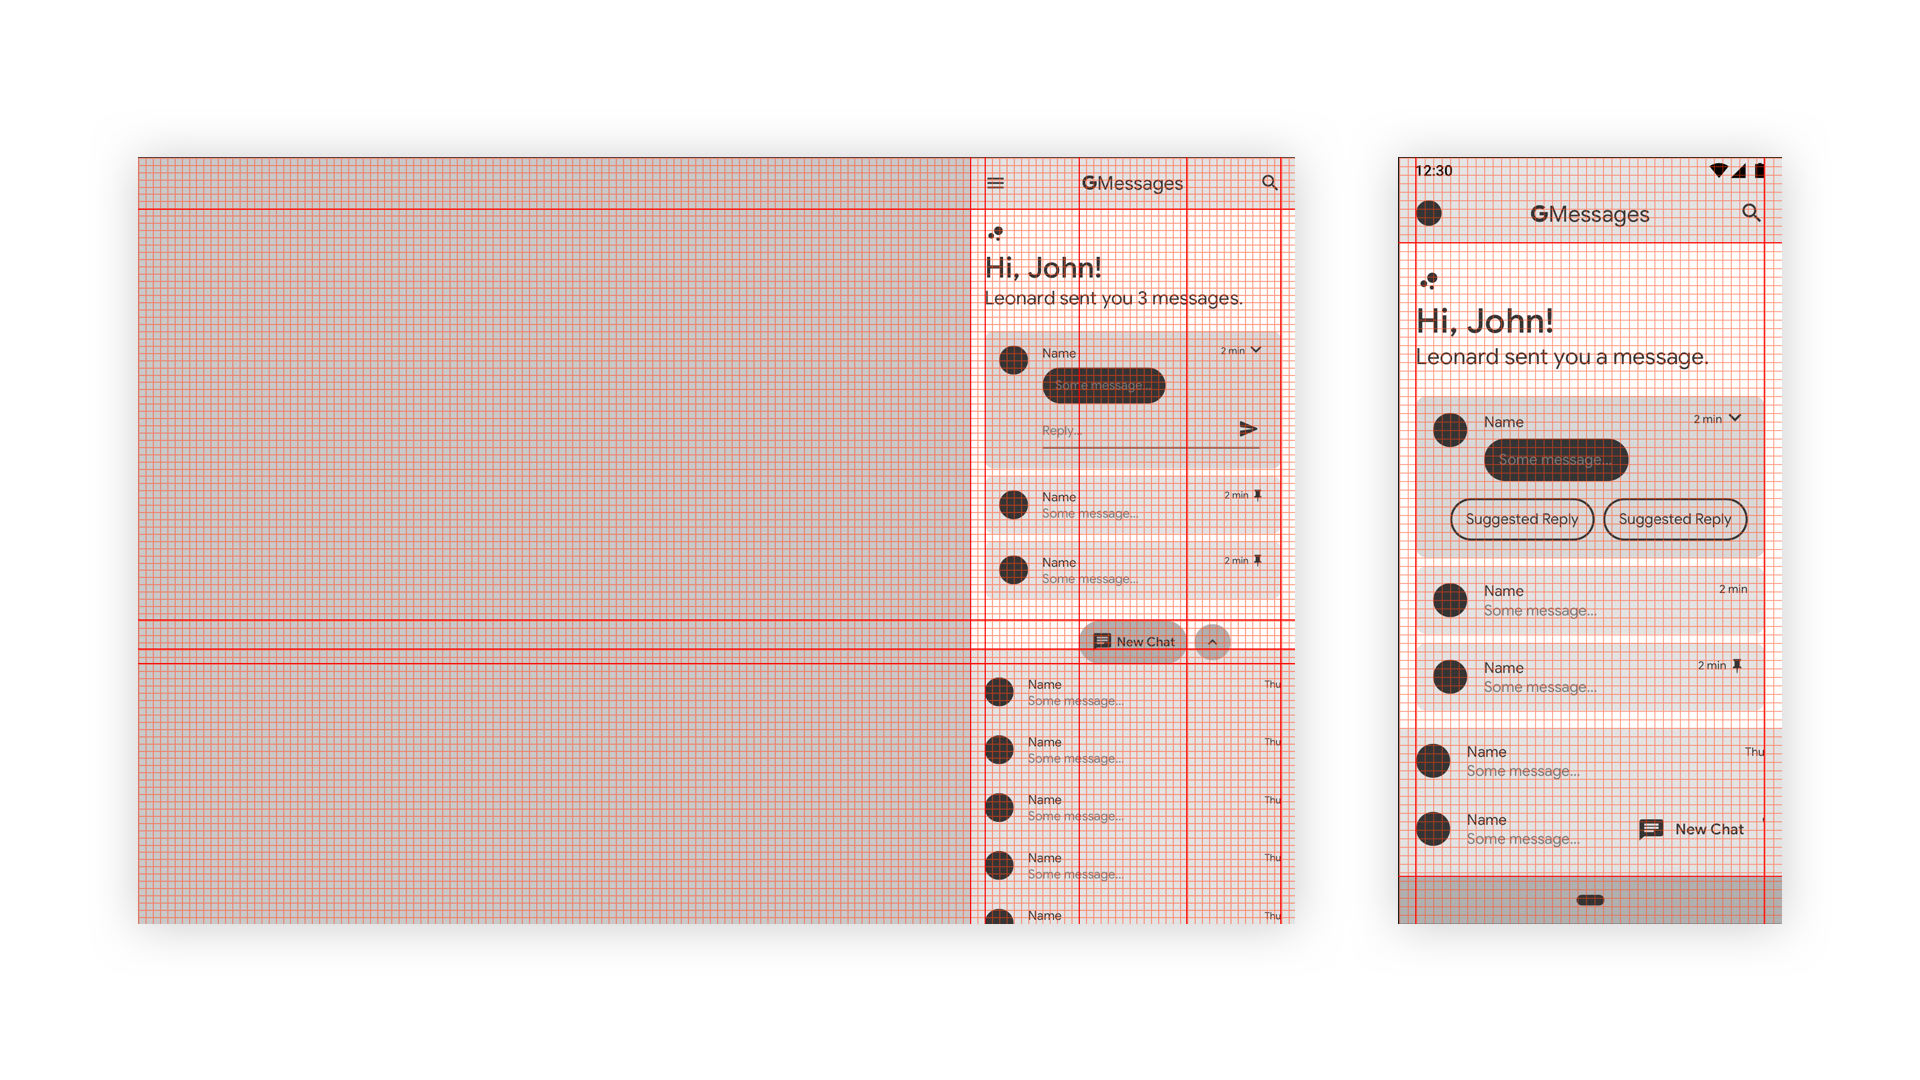 GMessages
Hi, John!
Leonard sent you 3 messages.
Name
2 min
Some message...
Reply...
Name
2 min
Some message...
Name
2 min
Some message...
New Chat
Name
Thu
Some message...
Name
Thu
Some message...
Name
Thu
Some message...
Name
Thu
Some message...
Name
Thu
12:30
GMessages
Hi, John!
Leonard sent you a message.
Name
2 min
Some message...
Suggested Reply
Suggested Reply
Name
2 min
Some message...
Name
2 min
Some message...
Name
Thu
Some message...
Name
Some message...
New Chat